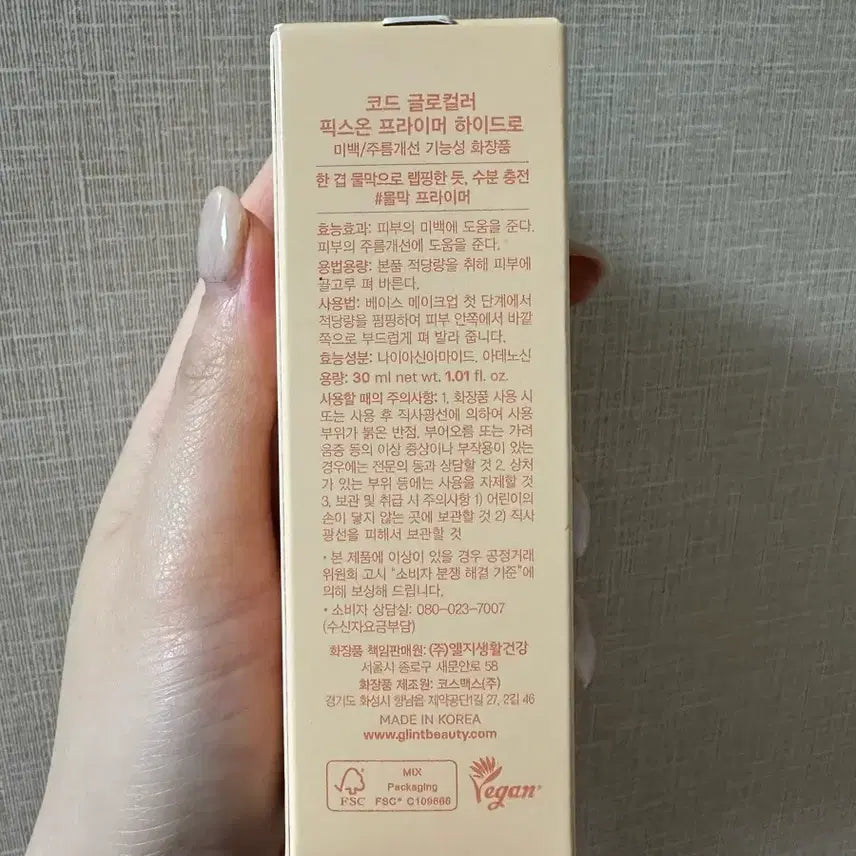 코드 글로컬러
픽스온 프라이머 하이드로
미백/주름개선 기능성 화장품
한 겹 물막으로 랩핑한 듯, 수분 충전
#물막 프라이머
효능효과: 피부의 미백에 도움을 준다.
피부의 주름개선에 도움을 준다.
용법용량: 본품 적당량을 취해 피부에
골고루 펴 바른다.
사용법: 베이스 메이크업 첫 단계에서
적당량을 펌핑하여 피부 안쪽에서 바깥
쪽으로 부드럽게 펴 발라 줍니다.
효능성분: 나이아신아마이드, 아데노신
용량: 30 ml net wt. 1.01 fl. oz.
사용할 때의 주의사항: 1. 화장품 사용 시
또는 사용 후 직사광선에 의하여 사용
부위가 붉은 반점, 부어오름 또는 가려
움증 등의 이상 증상이나 부작용이 있는
경우에는 전문의 등과 상담할 것 2. 상처
가 있는 부위 등에는 사용을 자제할 것
3. 보관 및 취급 시 주의사항 1) 어린이의
손이 닿지 않는 곳에 보관할 것 2) 직사
광선을 피해서 보관할 것
• 본 제품에 이상이 있을 경우 공정거래
위원회 고시 "소비자 분쟁 해결 기준"에
의해 보상해 드립니다.
• 소비자 상담실: 080-023-7007
(수신자요금부담)
화장품 책임판매원: (주)엘지생활건강
서울시 종로구 새문안로 58
화장품 제조원: 코스맥스(주)
경기도 화성시 향남읍 제약공단1길 27, 2길 46
MADE IN KOREA
www.glintbeauty.com
MIX
Packaging
FSC FSC® C109666
Vegan